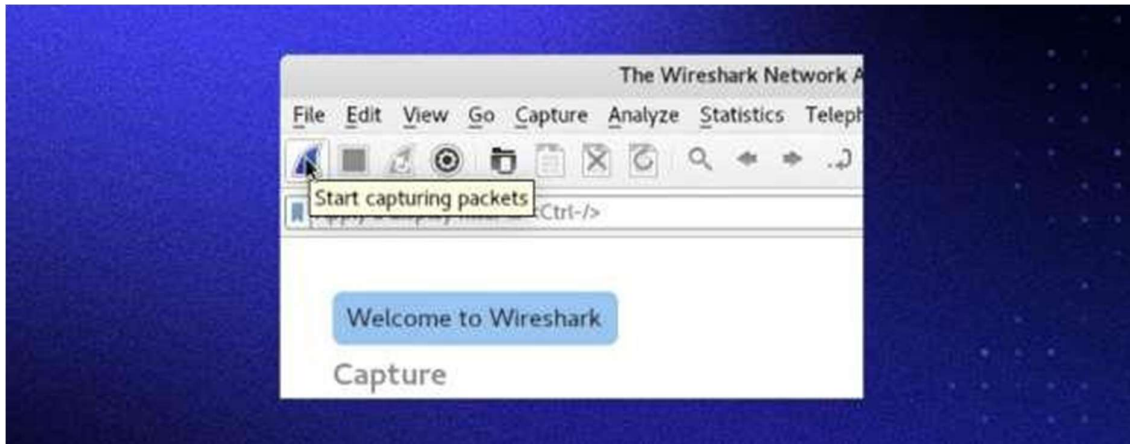 The Wireshark Network A
File Edit View Go Capture Analyze Statistics Teleph
Start capturing packets
Ctrl-/>
Welcome to Wireshark
Capture